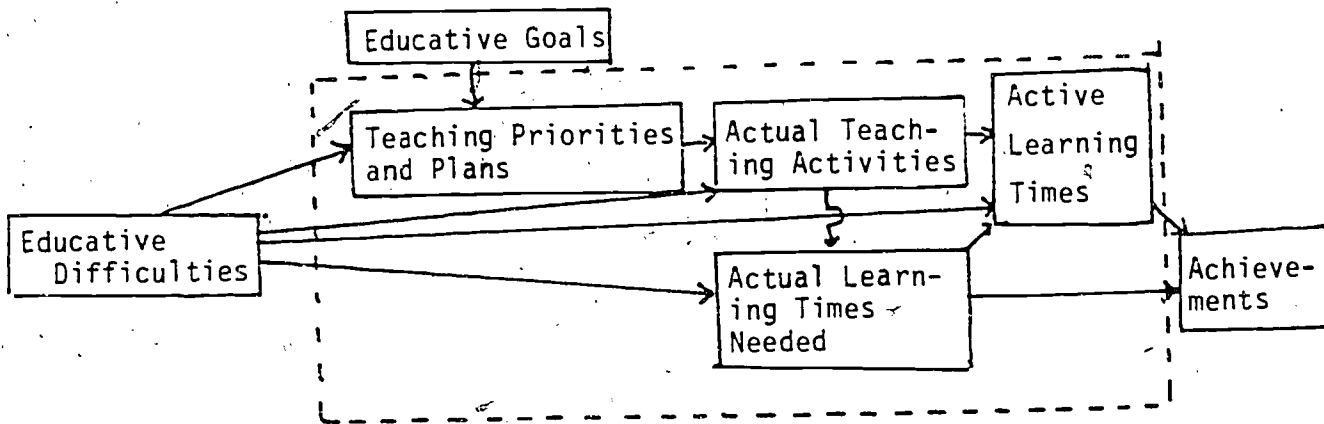 Educative Goals
Teaching Priorities
and Plans
Actual Teach-
ing Activities
Active
Learning
Times
Educative
Difficulties
Actual Learn-
ing Times
Needed
Achieve-
ments